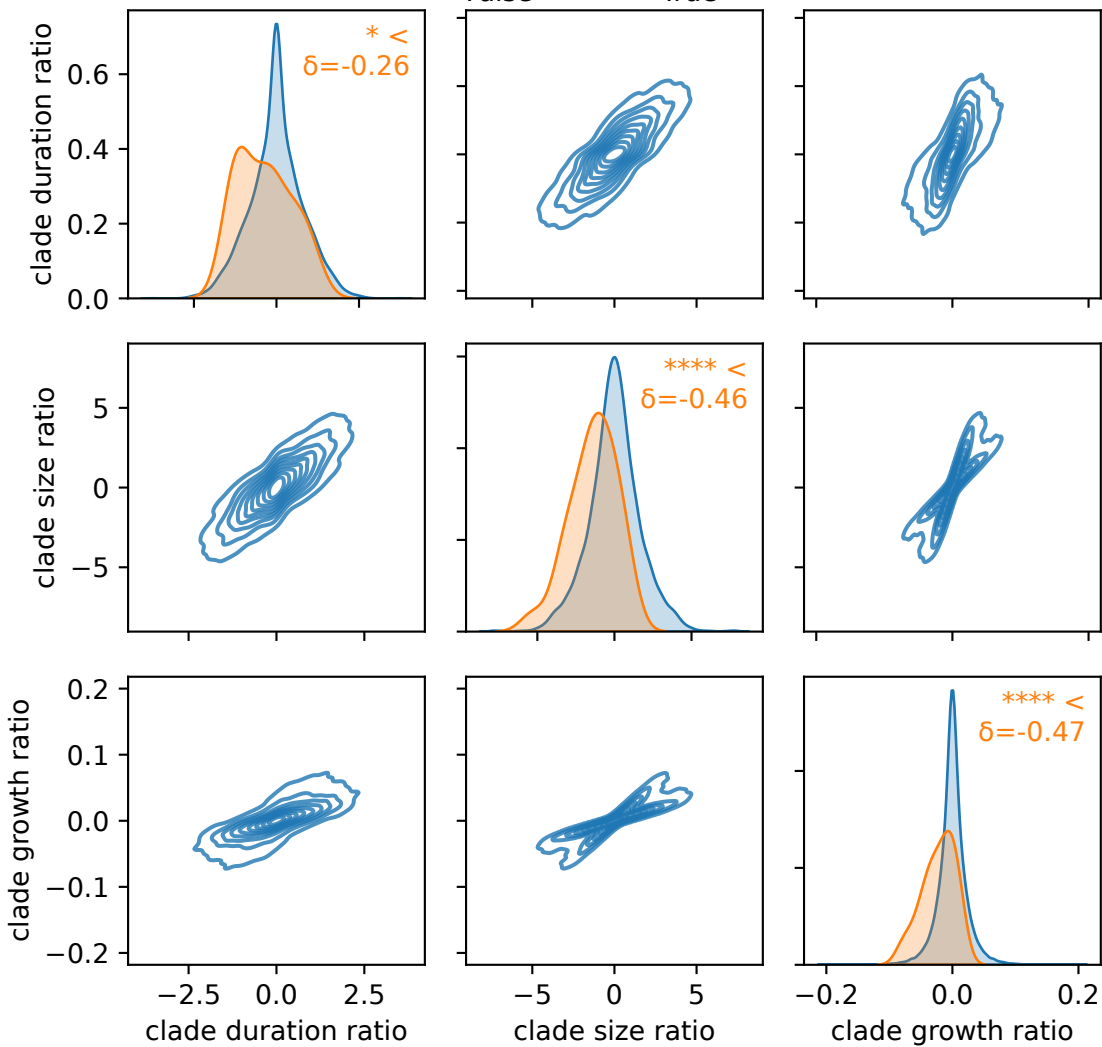 clade duration ratio
0.6
0.4
0.2
0.0
* <
δ=-0.26
clade size ratio
5
0
−5
**** <
δ=-0.46
clade growth ratio
0.2
0.1
0.0
−0.1
−0.2
**** <
δ=-0.47
−2.5 0.0 2.5
−5 0 5
−0.2 0.0 0.2
clade duration ratio
clade size ratio
clade growth ratio